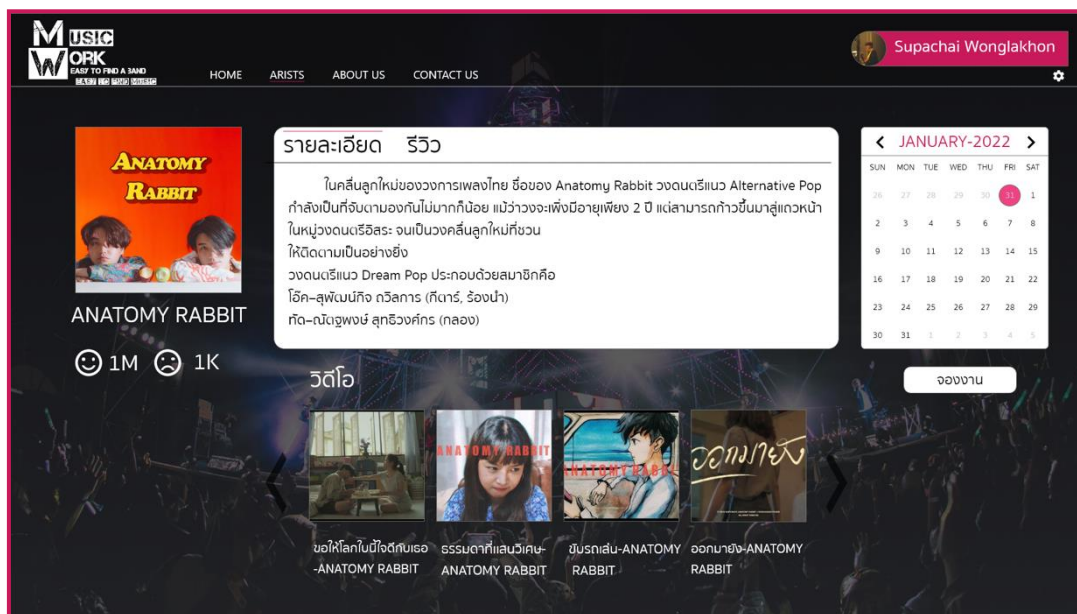 MUSIC
WORK
EASY TO FIND A BAND
EASY TO FIND MUSIC
HOME ARISTS ABOUT US CONTACT US
Supachai Wonglakhon
ANATOMY
RABBIT
ANATOMY RABBIT
1M 1K
รายละเอียด รีวิว
ในคลื่นลูกใหม่ของวงการเพลงไทย ชื่อของ Anatomy Rabbit วงดนตรีแนว Alternative Pop
กำลังเป็นที่จับตามองกันไม่มากก็น้อย แม้ว่าวงจะเพิ่งมีอายุเพียง 2 ปี แต่สามารถก้าวขึ้นมาสู่แถวหน้า
ในหมู่วงดนตรีอิสระ จนเป็นวงคลื่นลูกใหม่ที่ชวน
ให้ติดตามเป็นอย่างยิ่ง
วงดนตรีแนว Dream Pop ประกอบด้วยสมาชิกคือ
โอ๊ค–สุพัฒน์กิจ ถวิลการ (กีตาร์, ร้องนำ)
ทัด–ณัตฐพงษ์ สุทธิวงศ์กร (กลอง)
JANUARY-2022
SUN MON TUE WED THU FRI SAT
26 27 28 29 30 31 1
2 3 4 5 6 7 8
9 10 11 12 13 14 15
16 17 18 19 20 21 22
23 24 25 26 27 28 29
30 31 1 2 3 4 5
จองงาน
วิดีโอ
ANATOMY RABBIT
ANATOMY RABBI
ออกมายัง
ขอให้โลกใบนี้ใจดีกับเธอ
-ANATOMY RABBIT
ธรรมดาที่แสนวิเศษ-
ANATOMY RABBIT
ขับรถเล่น-ANATOMY
RABBIT
ออกมายัง-ANATOMY
RABBIT